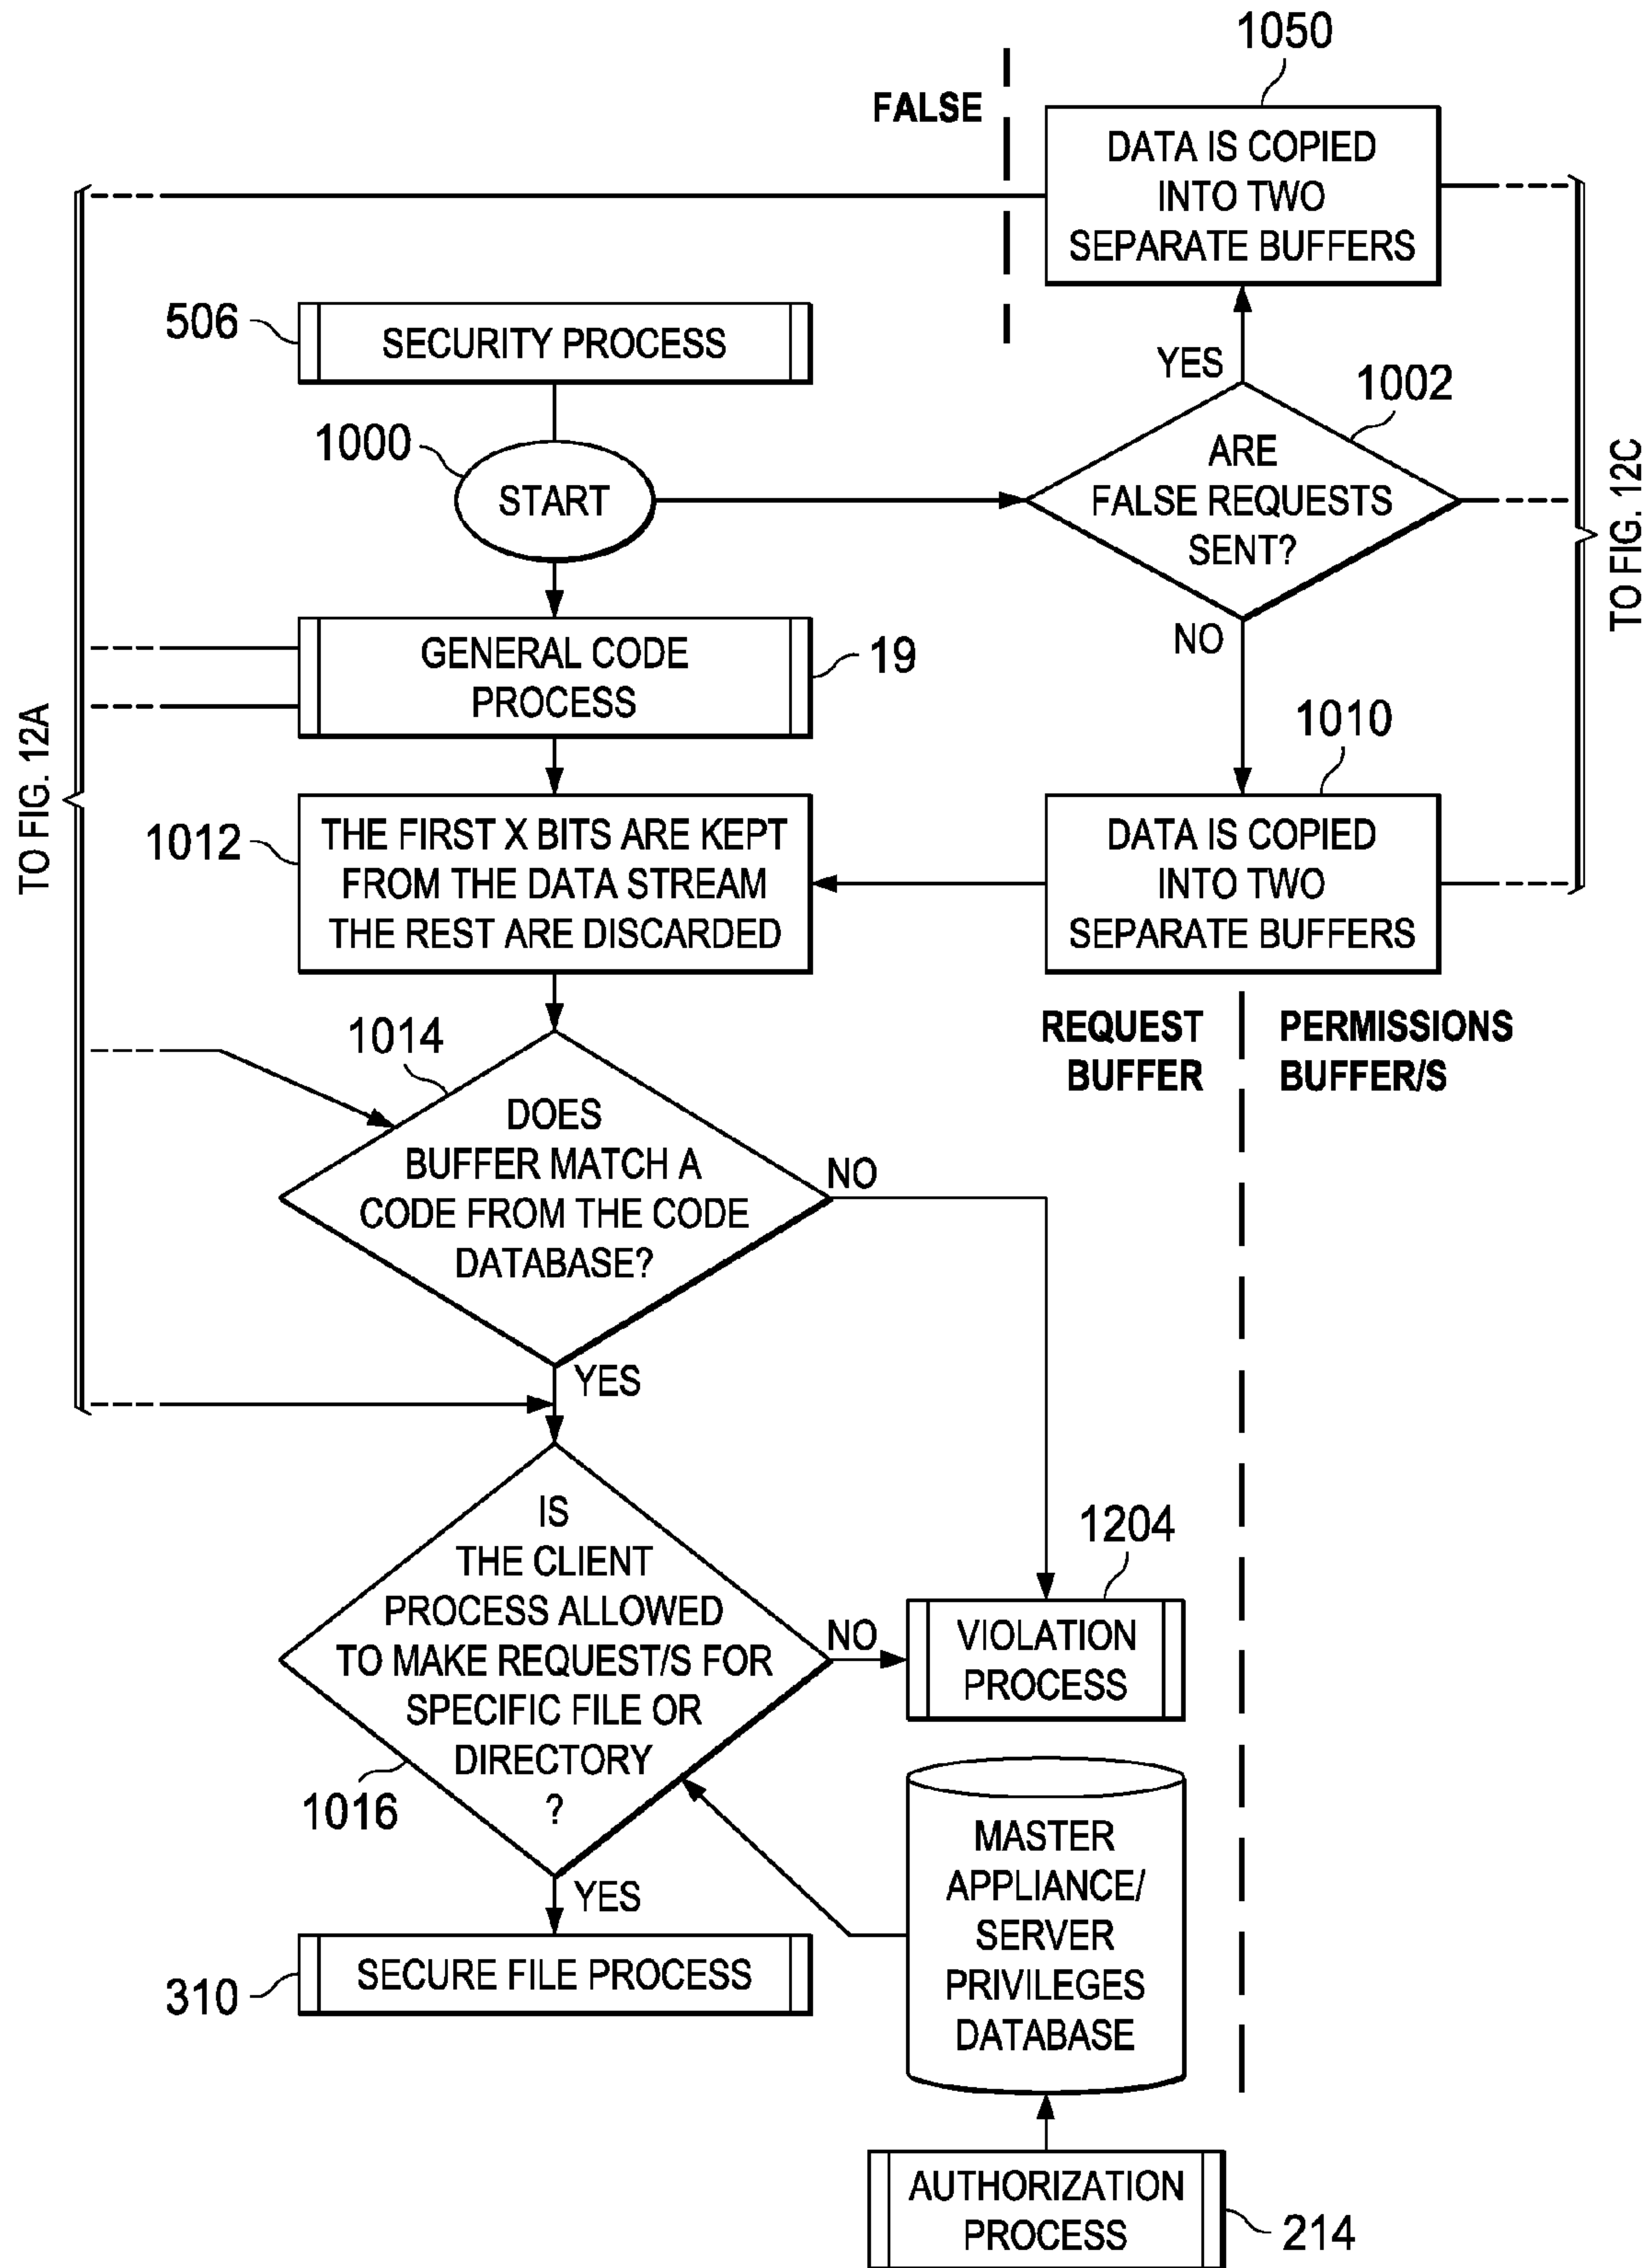 1050
FALSE
DATA IS COPIED
INTO TWO
SEPARATE BUFFERS
506
SECURITY PROCESS
YES
1002
1000
START
ARE
FALSE REQUESTS
SENT?
TO FIG. 12C
GENERAL CODE
PROCESS
19
NO
TO FIG. 12A
1010
1012
THE FIRST X BITS ARE KEPT
FROM THE DATA STREAM
THE REST ARE DISCARDED
DATA IS COPIED
INTO TWO
SEPARATE BUFFERS
REQUEST
BUFFER
PERMISSIONS
BUFFER/S
1014
DOES
BUFFER MATCH A
CODE FROM THE CODE
DATABASE?
NO
YES
IS
THE CLIENT
PROCESS ALLOWED
TO MAKE REQUEST/S FOR
SPECIFIC FILE OR
DIRECTORY
?
NO
1204
VIOLATION
PROCESS
1016
YES
MASTER
APPLIANCE/
SERVER
PRIVILEGES
DATABASE
310
SECURE FILE PROCESS
AUTHORIZATION
PROCESS
214